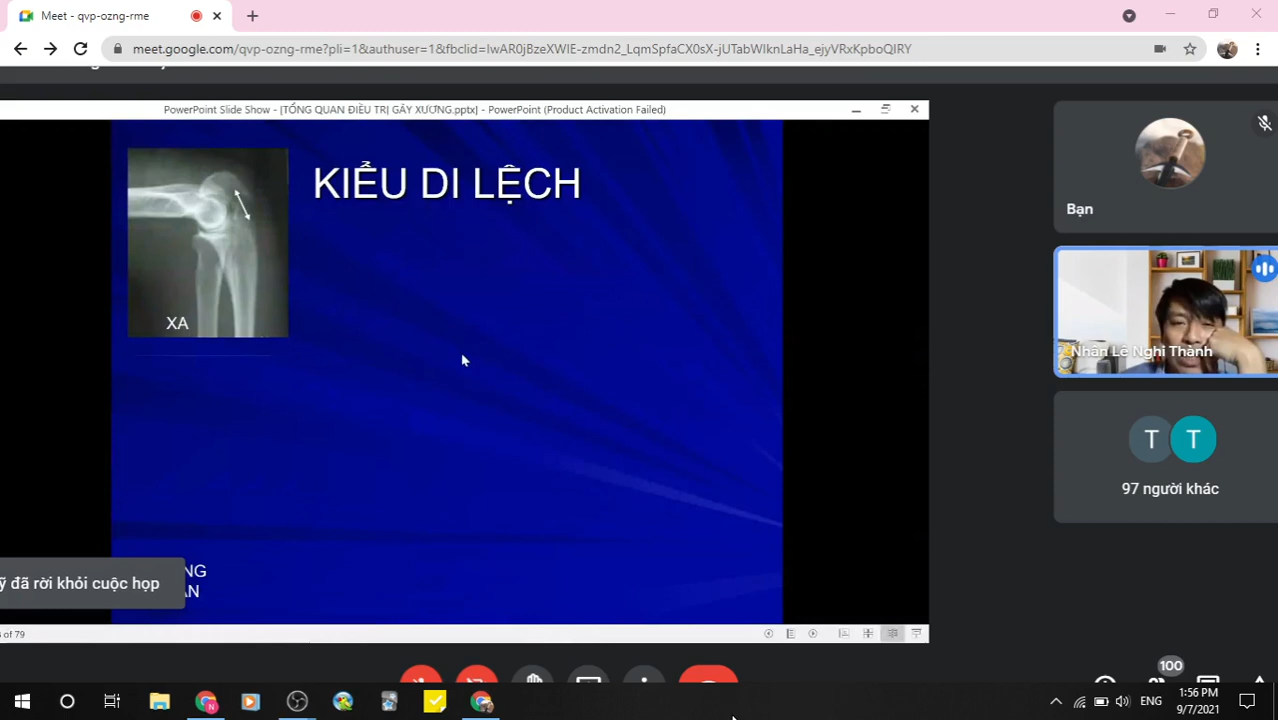 Meet - qvp-ozng-rme
meet.google.com/qvp-ozng-rme?pli=1&authuser=1&fbclid=IwAR0jBzeXWIE-zmdn2_LqmSpfaCX0sX-jUTabWIknLaHa_ejyVRxKpboQIRY
PowerPoint Slide Show - [TỔNG QUAN ĐIỀU TRỊ GÃY XƯƠNG.pptx] - PowerPoint (Product Activation Failed)
KIỂU DI LỆCH
XA
Bạn
Nhân Lê Nghi Thành
T
T
97 người khác
NG
ỹ đã rời khỏi cuộc họp
AN
of 79
100
N
ENG
1:56 PM
9/7/2021